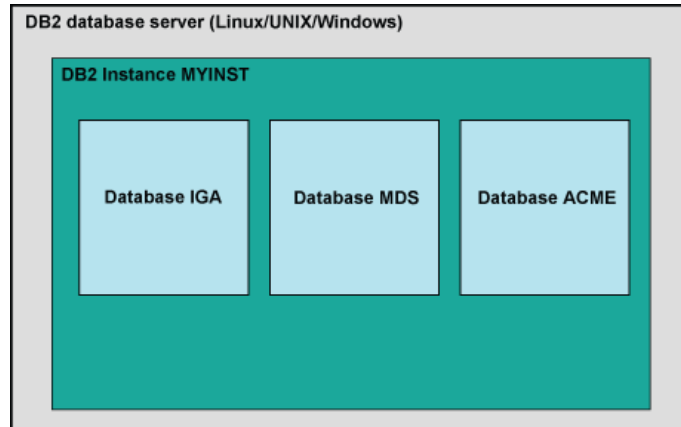 DB2 database server (Linux/UNIX/Windows)
DB2 Instance MYINST
Database IGA
Database MDS
Database ACME